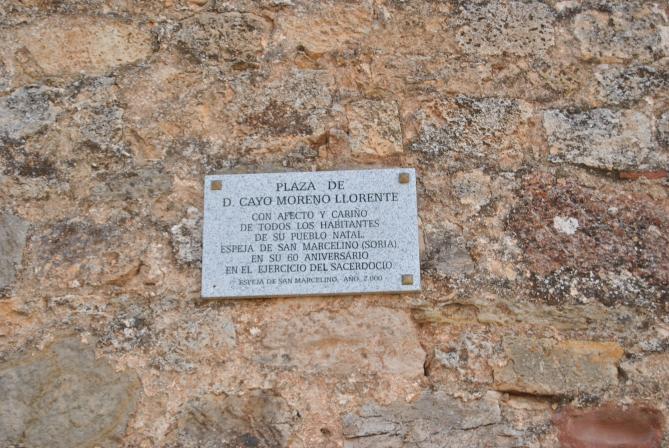 PLAZA DE
D. CAYO MORENO LLORENTE
CON AFECTO Y CARIÑO
DE TODOS LOS HABITANTES
DE SU PUEBLO NATAL,
ESPEJA DE SAN MARCELINO (SORIA),
EN SU 60 ANIVERSÁRIO
EN EL EJERCICIO DEL SACERDOCIO.
ESPEJA DE SAN MARCELINO, AÑO, 2.000